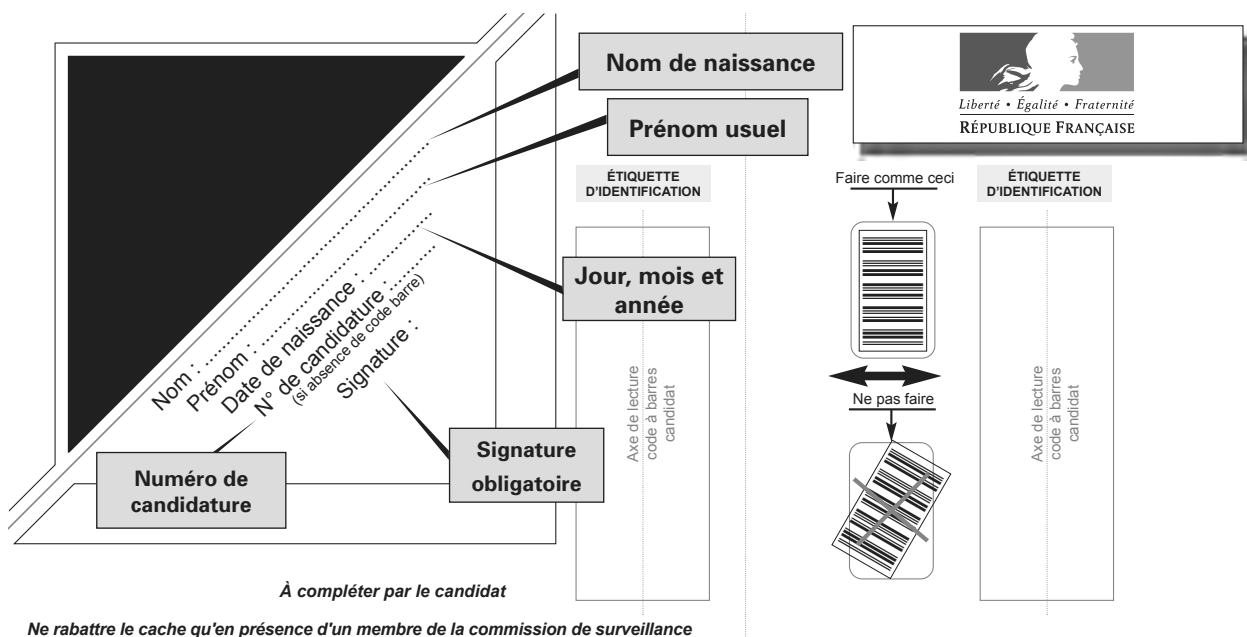 Nom de naissance
Prénom usuel
Jour, mois et
année
Nom : ..............................
Prénom : ..............................
Date de naissance : ..............
N° de candidature : ..............
(si absence de code barre)
Signature :
Numéro de
candidature
Signature
obligatoire
À compléter par le candidat
Ne rabattre le cache qu'en présence d'un membre de la commission de surveillance
ÉTIQUETTE
D'IDENTIFICATION
Axe de lecture
code à barres
candidat
Liberté • Égalité • Fraternité
RÉPUBLIQUE FRANÇAISE
Faire comme ceci
Ne pas faire
ÉTIQUETTE
D'IDENTIFICATION
Axe de lecture
code à barres
candidat